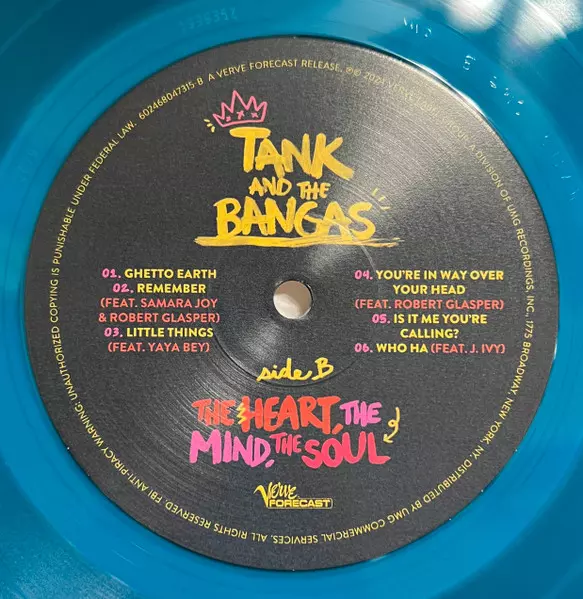 TANK
AND THE
BANGAS
01. GHETTO EARTH
02. REMEMBER
(FEAT. SAMARA JOY
& ROBERT GLASPER)
03. LITTLE THINGS
(FEAT. YAYA BEY)
04. YOU'RE IN WAY OVER
YOUR HEAD
(FEAT. ROBERT GLASPER)
05. IS IT ME YOU'RE
CALLING?
06. WHO HA (FEAT. J. IVY)
side B
THE HEART, THE
MIND, THE SOUL
VERVE
FORECAST
602468047315-B A VERVE FORECAST RELEASE, ℗© 2024 VERVE A DIVISION OF UMG RECORDINGS, INC., 1775 BROADWAY, NEW YORK, NY. DISTRIBUTED BY UMG COMMERCIAL SERVICES. ALL RIGHTS RESERVED. FBI ANTI-PIRACY WARNING: UNAUTHORIZED COPYING IS PUNISHABLE UNDER FEDERAL LAW.